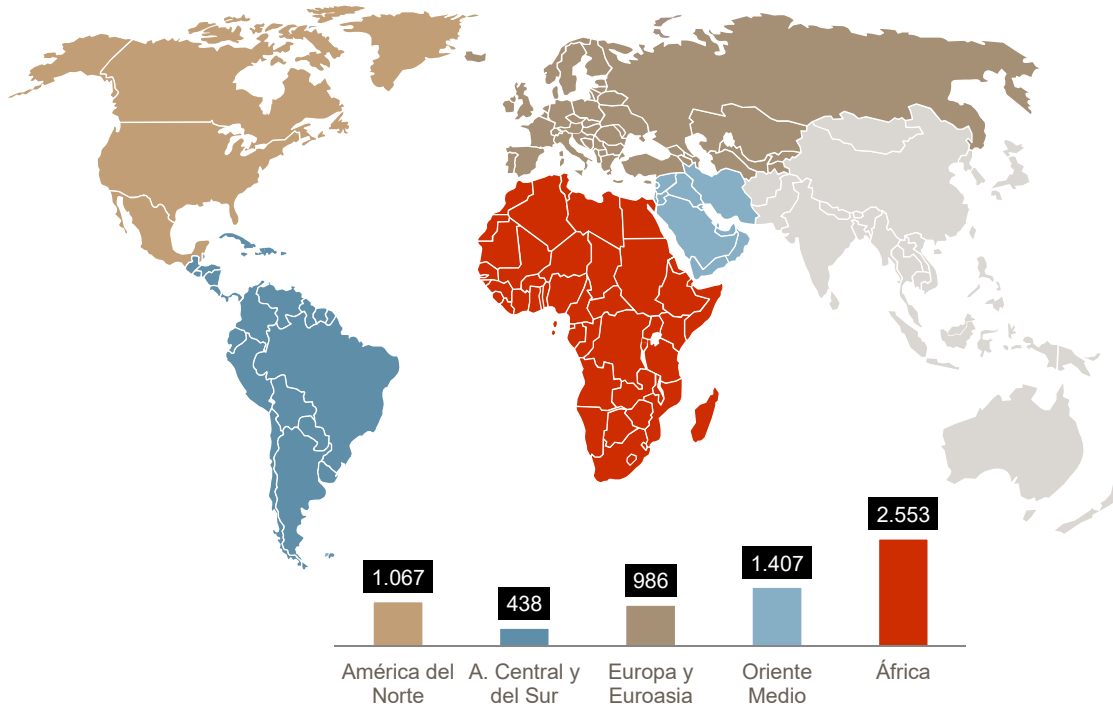 2.553
1.407
1.067
986
438
América del
Norte
A. Central y
del Sur
Europa y
Euroasia
Oriente
Medio
África